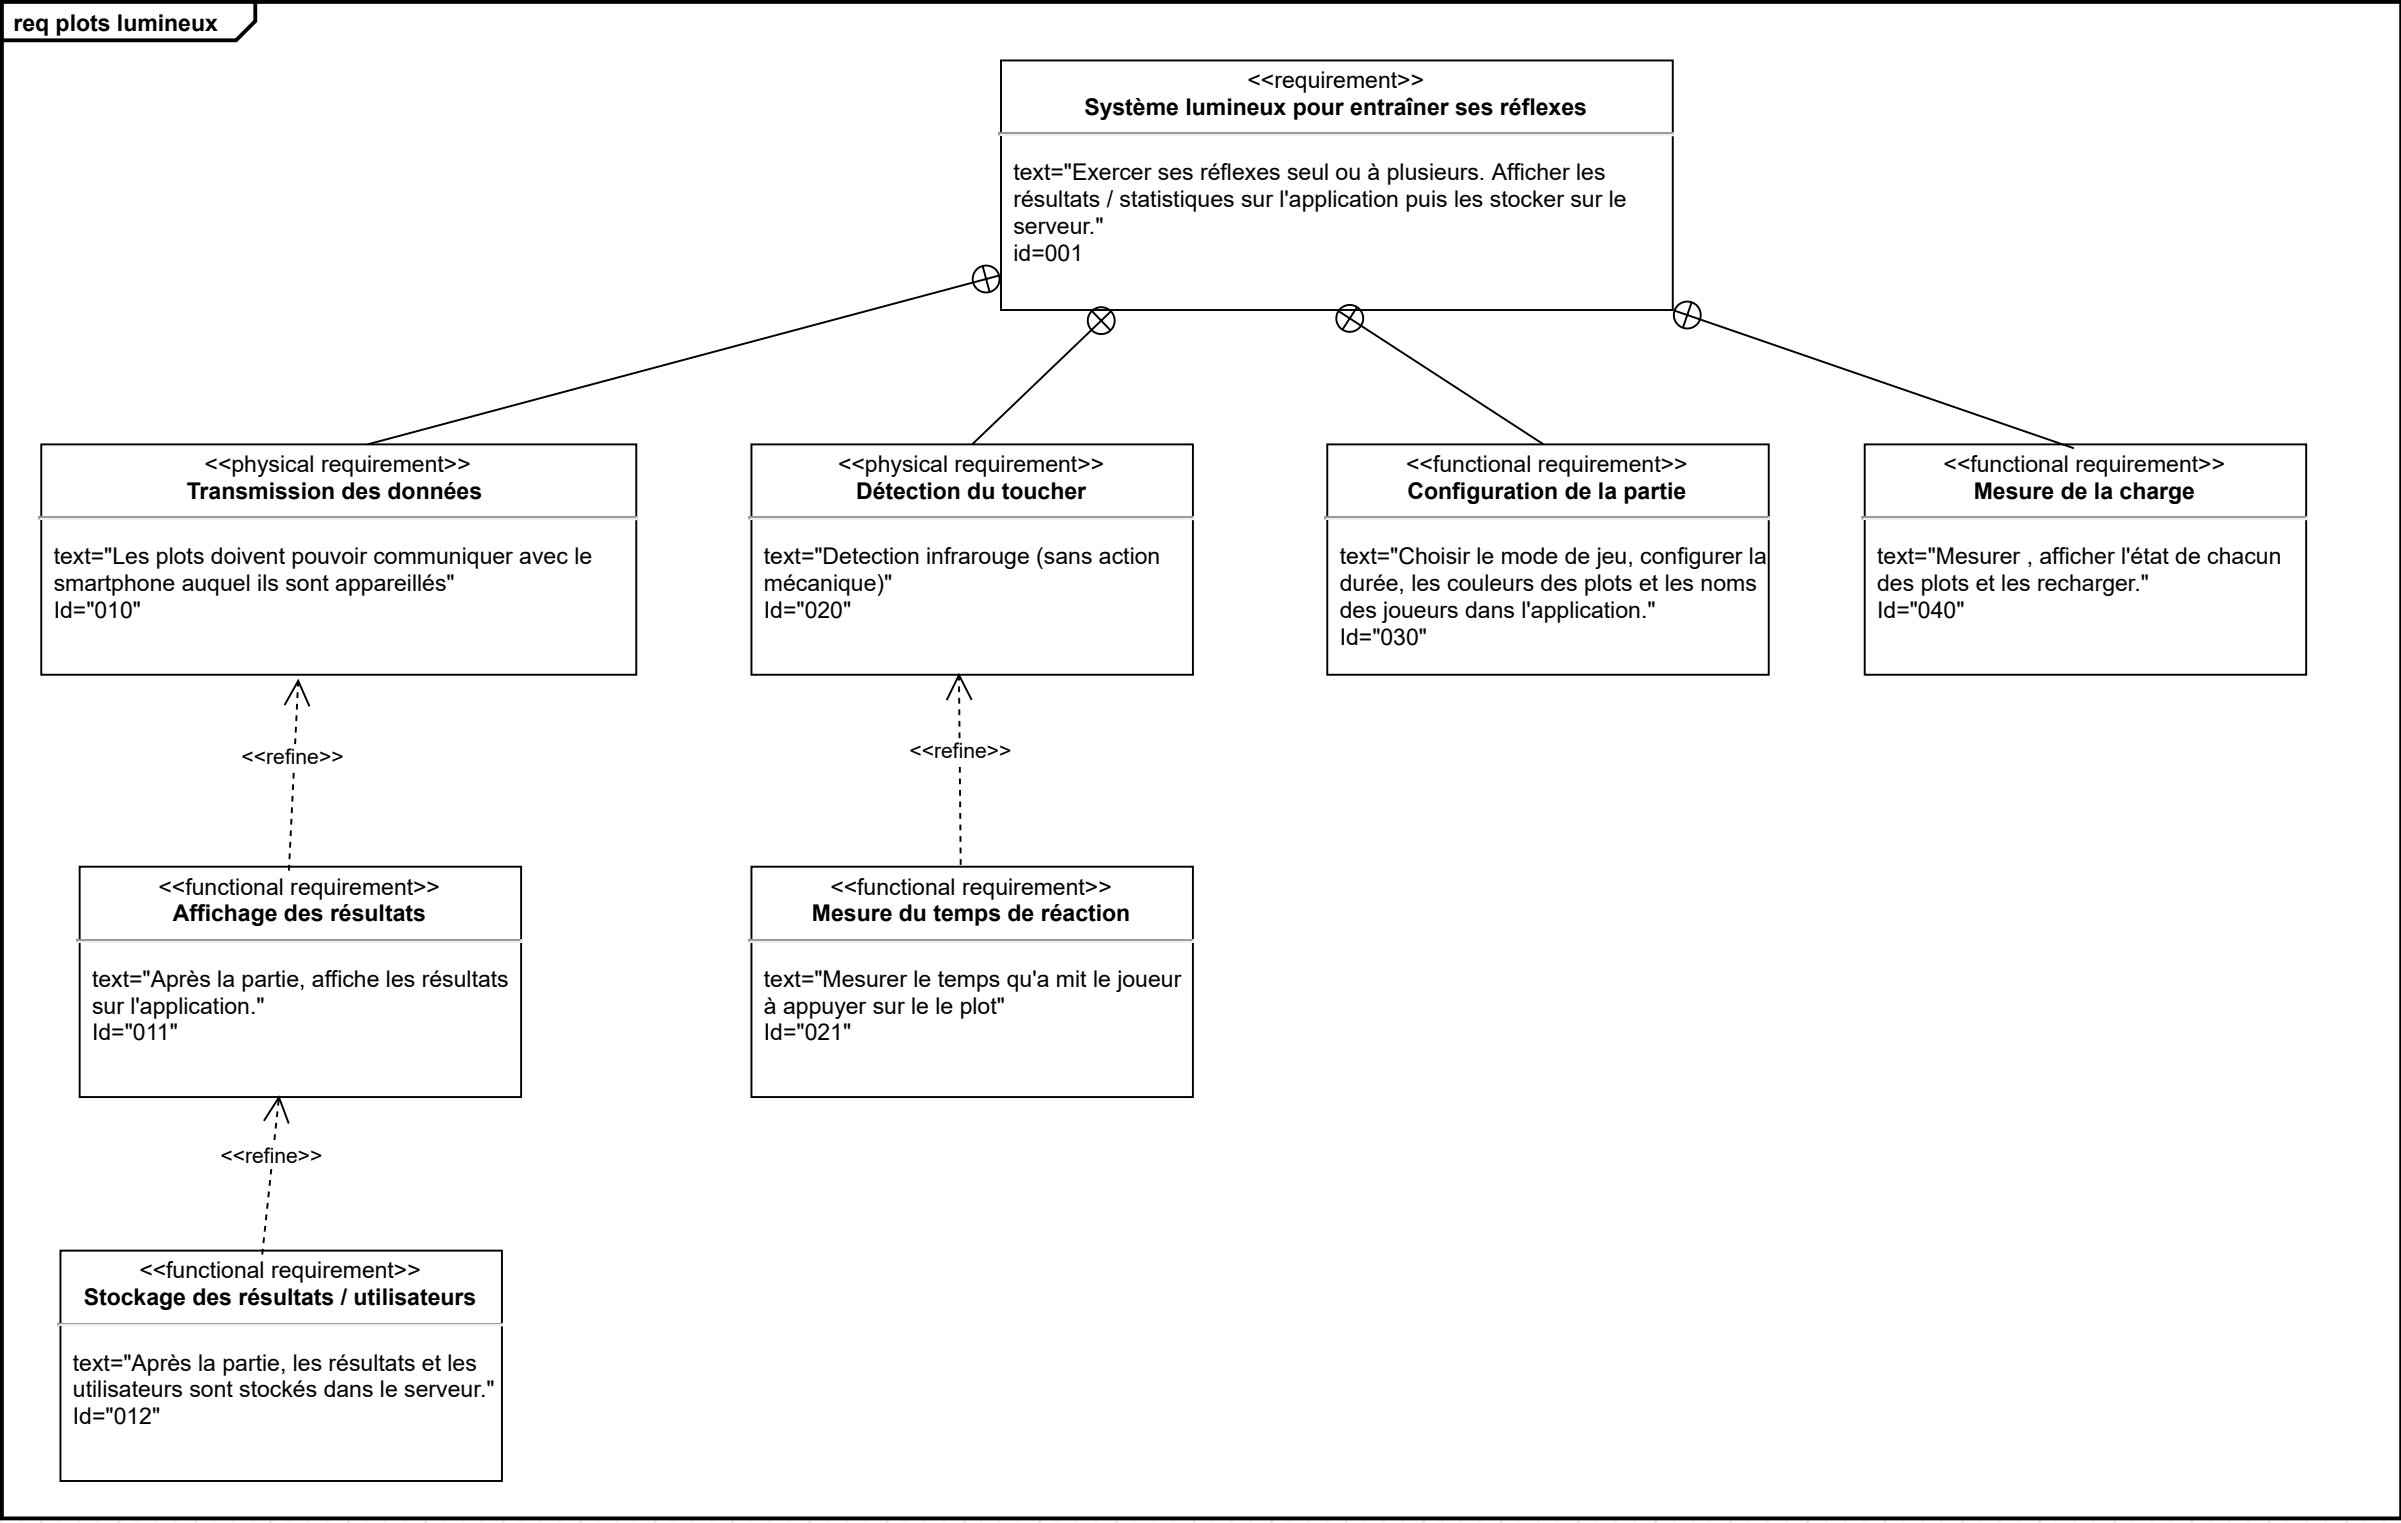 req plots lumineux
<<requirement>>
Système lumineux pour entraîner ses réflexes
text="Exercer ses réflexes seul ou à plusieurs. Afficher les
résultats / statistiques sur l'application puis les stocker sur le
serveur."
id=001
<<physical requirement>>
Transmission des données
text="Les plots doivent pouvoir communiquer avec le
smartphone auquel ils sont appareillés"
Id="010"
<<physical requirement>>
Détection du toucher
text="Detection infrarouge (sans action
mécanique)"
Id="020"
<<functional requirement>>
Configuration de la partie
text="Choisir le mode de jeu, configurer la
durée, les couleurs des plots et les noms
des joueurs dans l'application."
Id="030"
<<functional requirement>>
Mesure de la charge
text="Mesurer , afficher l'état de chacun
des plots et les recharger."
Id="040"
<<refine>>
<<refine>>
<<functional requirement>>
Affichage des résultats
text="Après la partie, affiche les résultats
sur l'application."
Id="011"
<<functional requirement>>
Mesure du temps de réaction
text="Mesurer le temps qu'a mit le joueur
à appuyer sur le le plot"
Id="021"
<<refine>>
<<functional requirement>>
Stockage des résultats / utilisateurs
text="Après la partie, les résultats et les
utilisateurs sont stockés dans le serveur."
Id="012"